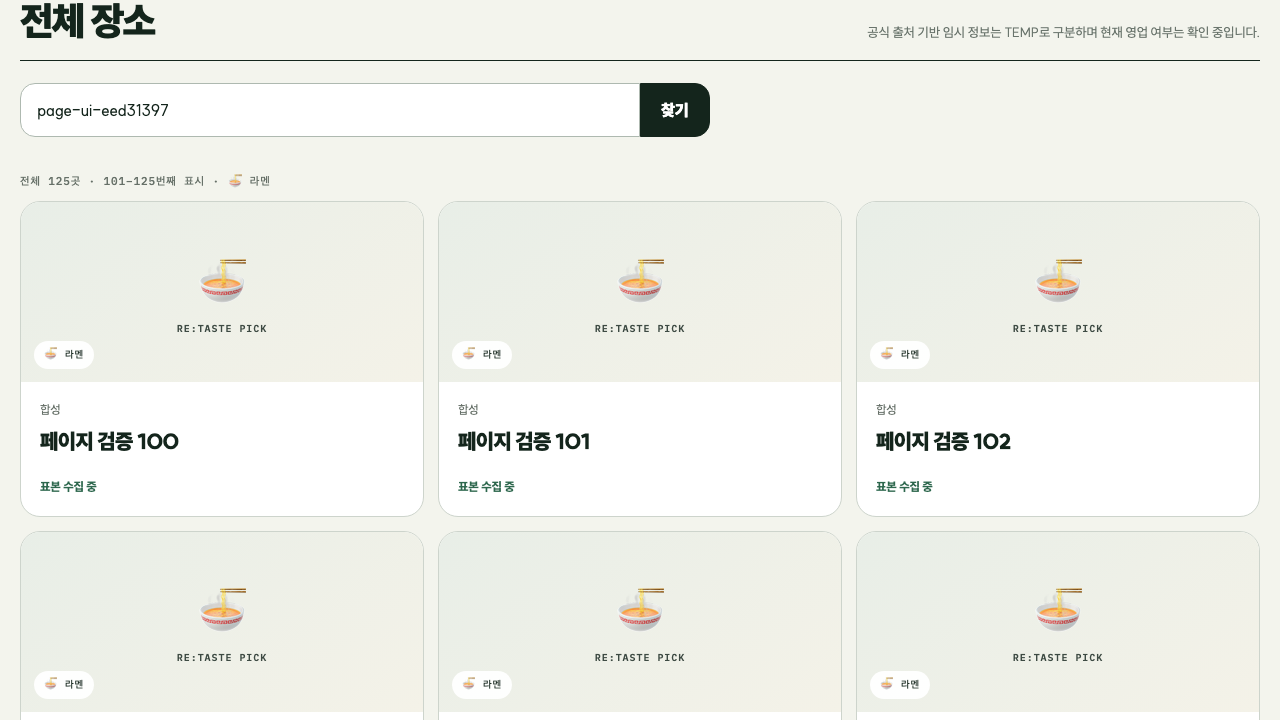 전체 장소
공식 출처 기반 임시 정보는 TEMP로 구분하며 현재 영업 여부는 확인 중입니다.
page-ui-eed31397
찾기
전체 125곳 · 101–125번째 표시 · 라멘
RE:TASTE PICK
라멘
합성
페이지 검증 100
표본 수집 중
RE:TASTE PICK
라멘
합성
페이지 검증 101
표본 수집 중
RE:TASTE PICK
라멘
합성
페이지 검증 102
표본 수집 중
RE:TASTE PICK
라멘
RE:TASTE PICK
라멘
RE:TASTE PICK
라멘